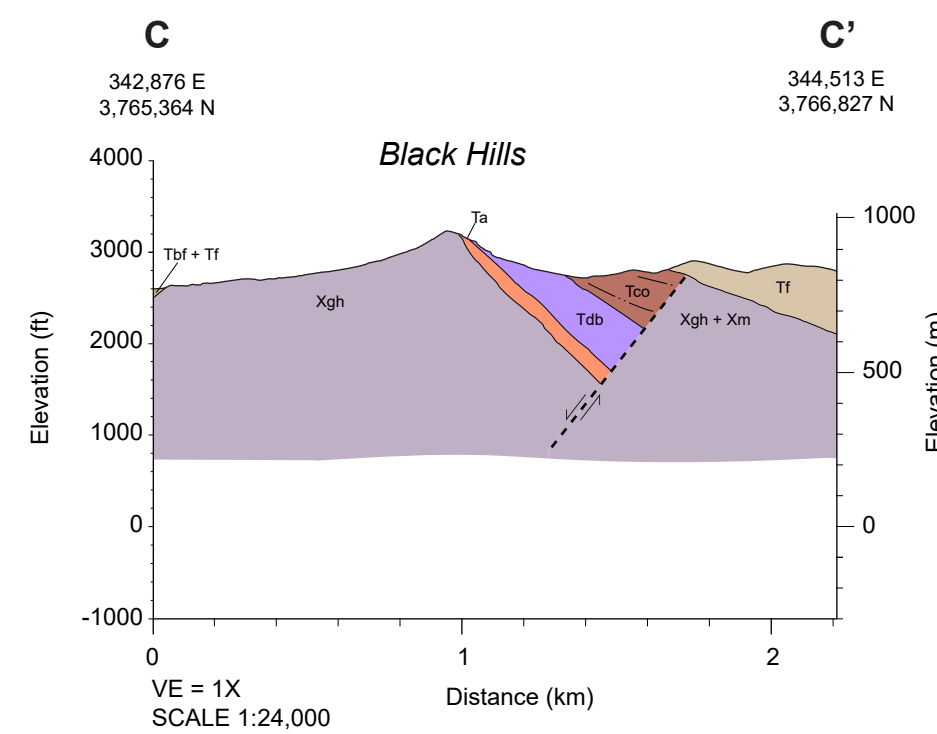 C
C’
342,876 E
3,765,364 N
344,513 E
3,766,827 N
Black Hills
4000
3000
2000
1000
0
-1000
Elevation (ft)
1000
500
0
Elevation (m)
Tbf + Tf
Xgh
Ta
Tdb
Tco
Xgh + Xm
Tf
0
1
2
Distance (km)
VE = 1X
SCALE 1:24,000